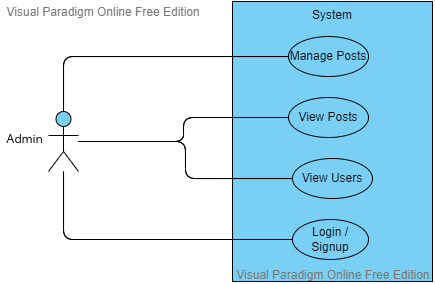 Visual Paradigm Online Free Edition
System
Manage Posts
View Posts
Admin
View Users
Login /
Signup
Visual Paradigm Online Free Edition